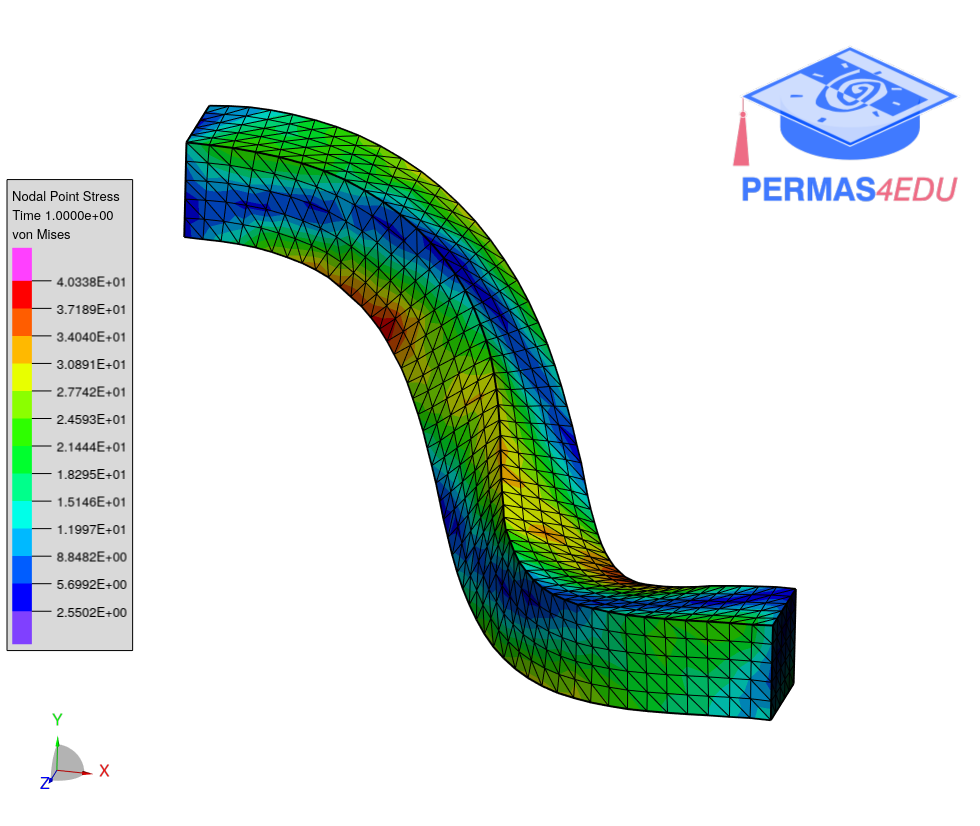 PERMAS4EDU
Nodal Point Stress
Time 1.0000e+00
von Mises
4.0338E+01
3.7189E+01
3.4040E+01
3.0891E+01
2.7742E+01
2.4593E+01
2.1444E+01
1.8295E+01
1.5146E+01
1.1997E+01
8.8482E+00
5.6992E+00
2.5502E+00
Y
X
Z